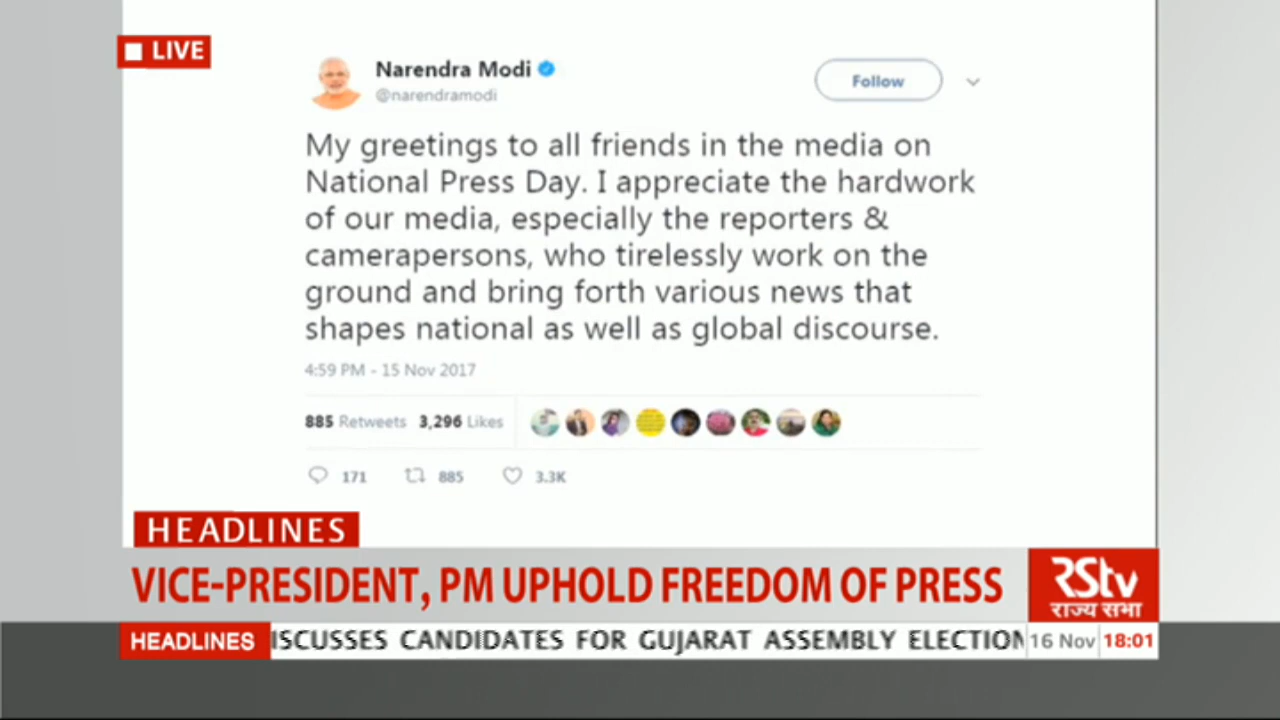 LIVE
Narendra Modi
@narendramodi
Follow
My greetings to all friends in the media on
National Press Day. I appreciate the hardwork
of our media, especially the reporters &
camerapersons, who tirelessly work on the
ground and bring forth various news that
shapes national as well as global discourse.
4:59 PM - 15 Nov 2017
885 Retweets 3,296 Likes
171 885 3.3K
HEADLINES
VICE-PRESIDENT, PM UPHOLD FREEDOM OF PRESS
RStv
राज्य सभा
HEADLINES ISCUSSES CANDIDATES FOR GUJARAT ASSEMBLY ELECTION 16 Nov 18:01